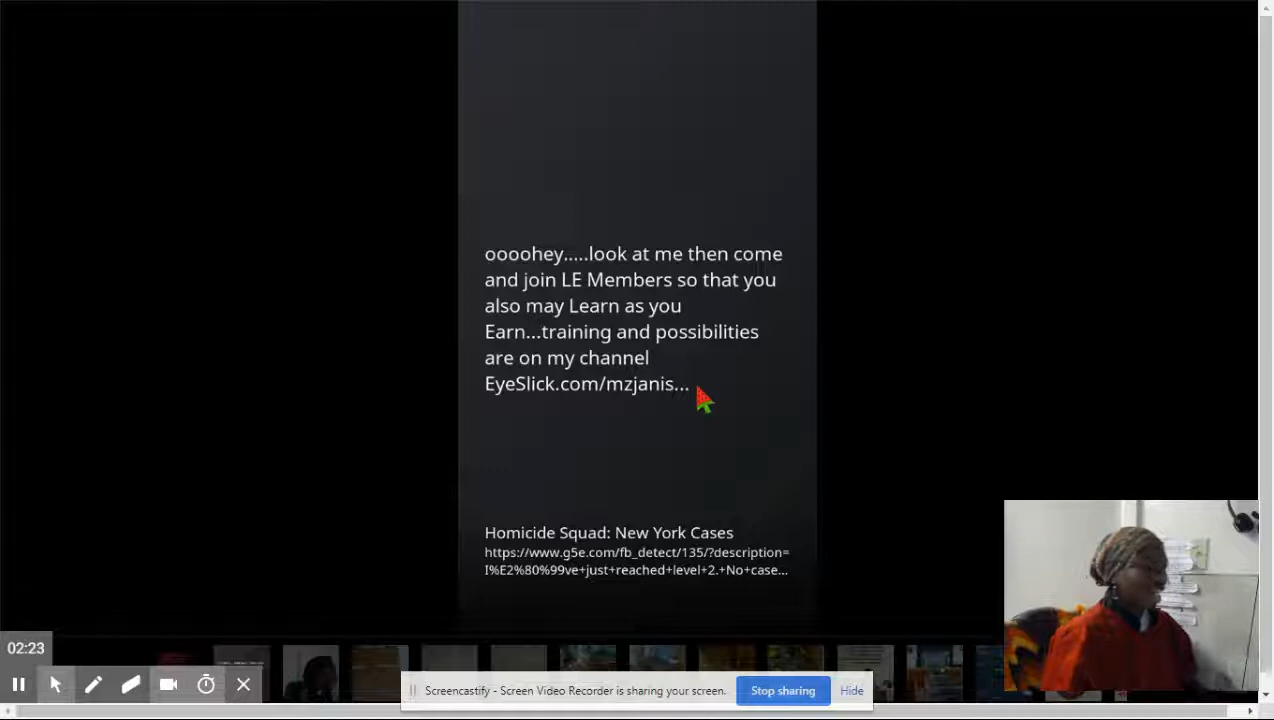 oooohey.....look at me then come
and join LE Members so that you
also may Learn as you
Earn...training and possibilities
are on my channel
EyeSlick.com/mzjanis...
Homicide Squad: New York Cases
https://www.g5e.com/fb_detect/135/?description=
I%E2%80%99ve+just+reached+level+2.+No+case...
02:23
Screencastify - Screen Video Recorder is sharing your screen.
Stop sharing
Hide